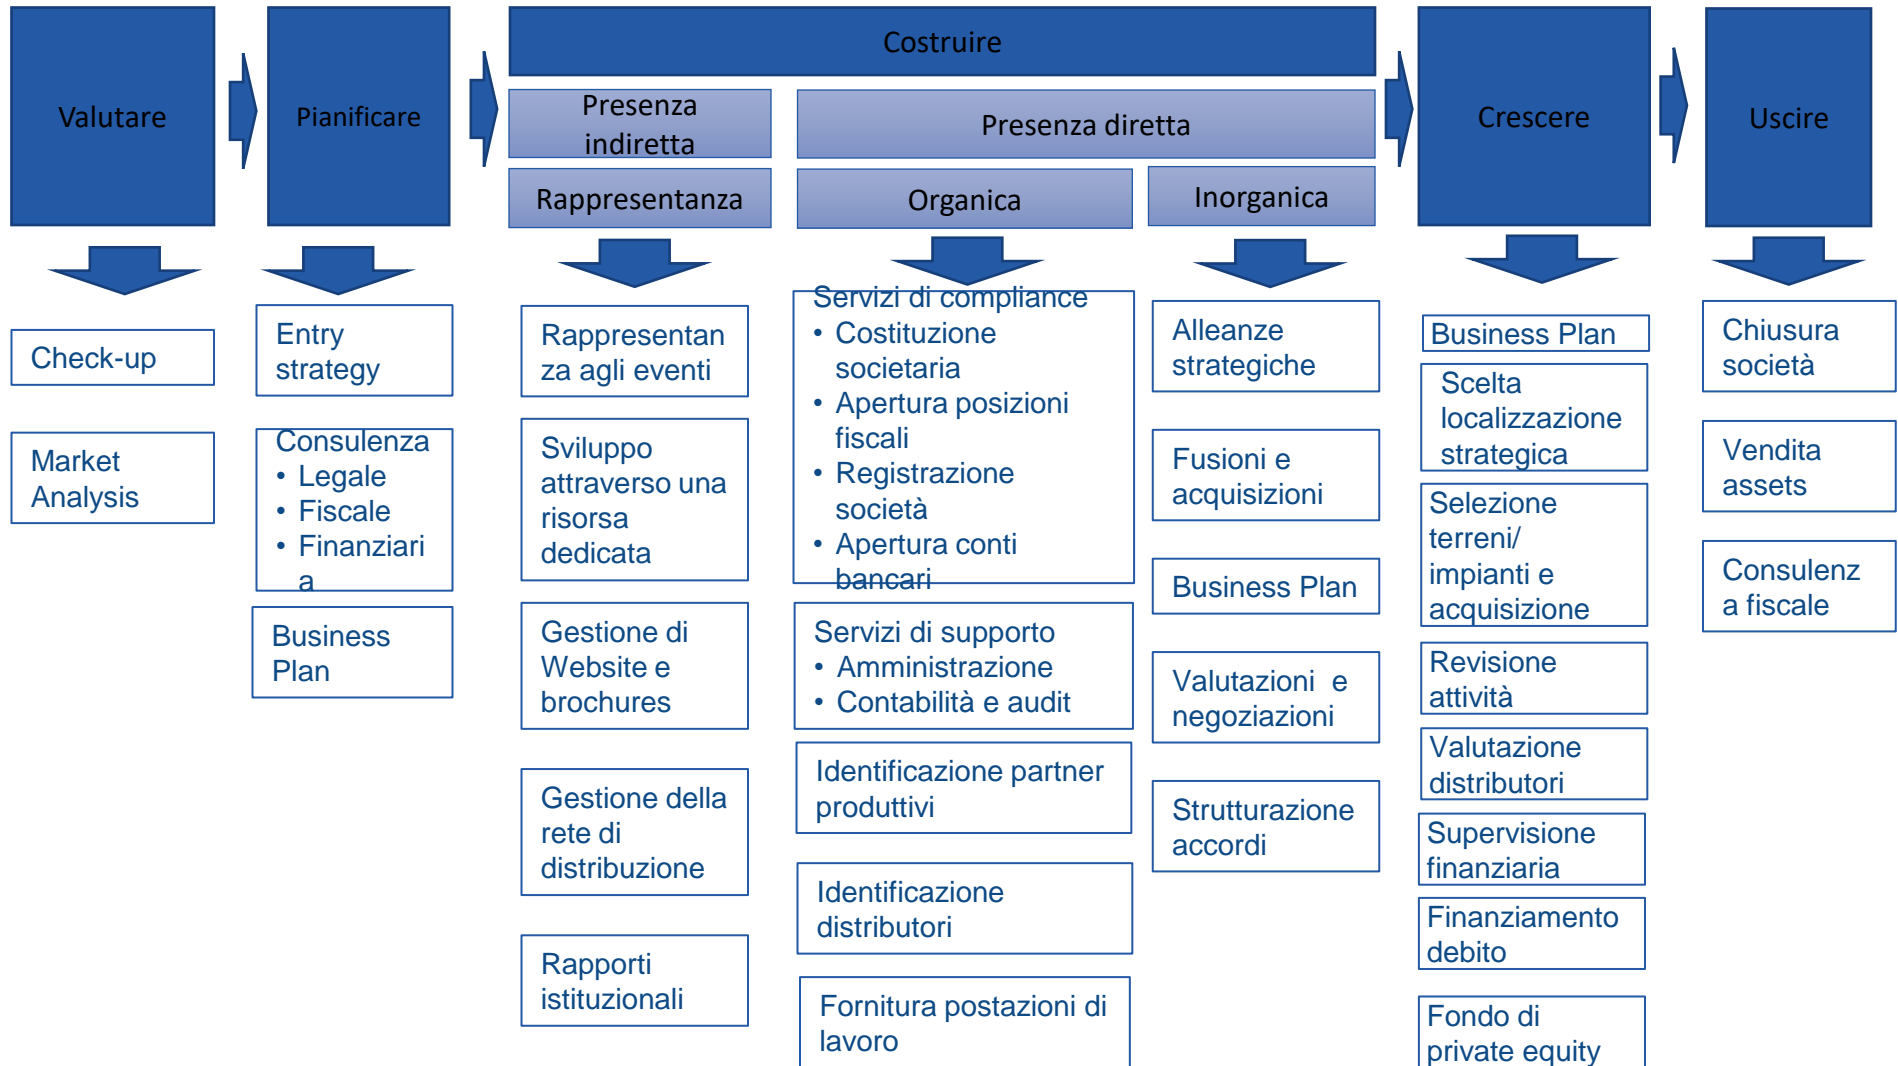 Valutare
Pianificare
Costruire
Presenza
indiretta
Presenza diretta
Rappresentanza
Organica
Inorganica
Crescere
Uscire
Check-up
Market
Analysis
Entry
strategy
Consulenza
• Legale
• Fiscale
• Finanziari
a
Business
Plan
Rappresentan
za agli eventi
Sviluppo
attraverso una
risorsa
dedicata
Gestione di
Website e
brochures
Gestione della
rete di
distribuzione
Rapporti
istituzionali
Servizi di compliance
• Costituzione
societaria
• Apertura posizioni
fiscali
• Registrazione
società
• Apertura conti
bancari
Servizi di supporto
• Amministrazione
• Contabilità e audit
Identificazione partner
produttivi
Identificazione
distributori
Fornitura postazioni di
lavoro
Alleanze
strategiche
Fusioni e
acquisizioni
Business Plan
Valutazioni e
negoziazioni
Strutturazione
accordi
Business Plan
Scelta
localizzazione
strategica
Selezione
terreni/
impianti e
acquisizione
Revisione
attività
Valutazione
distributori
Supervisione
finanziaria
Finanziamento
debito
Fondo di
private equity
Chiusura
società
Vendita
assets
Consulenz
a fiscale